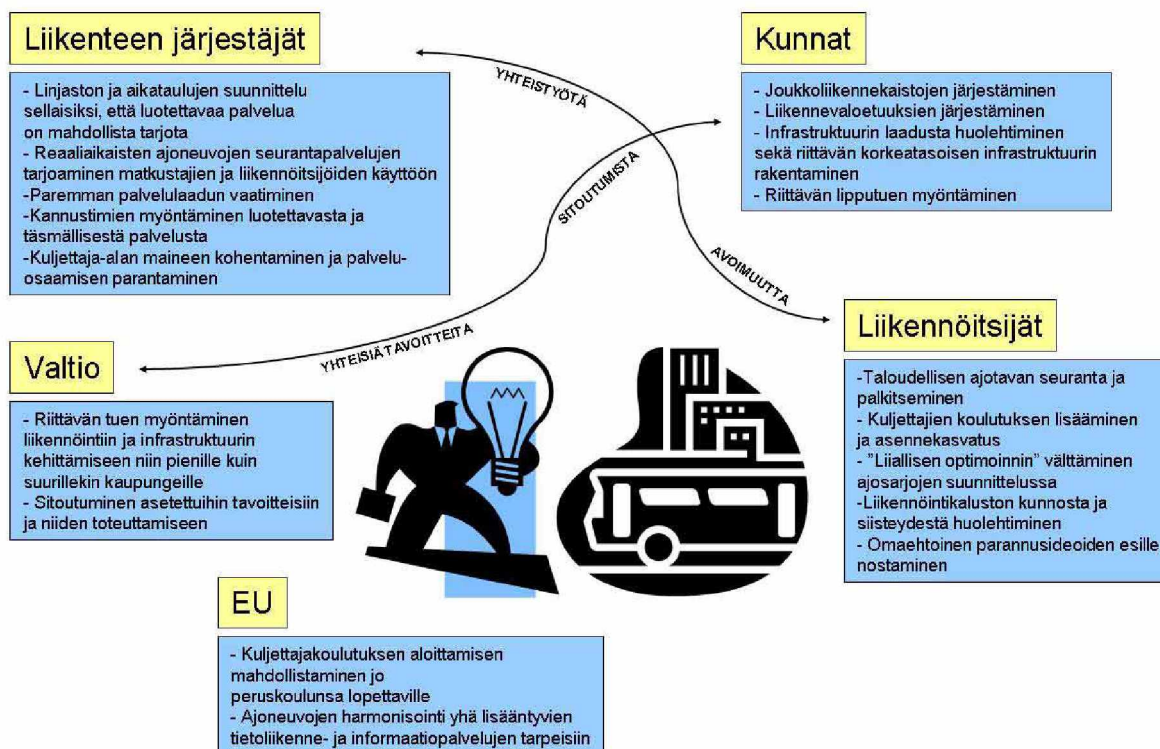 Liikenteen järjestäjät
- Linjaston ja aikataulujen suunnittelu
sellaisiksi, että luotettavaa palvelua
on mahdollista tarjota
- Reaaliaikaisten ajoneuvojen seurantapalvelujen
tarjoaminen matkustajien ja liikennöitsijöiden käyttöön
-Paremman palvelulaadun vaatiminen
-Kannustimien myöntäminen luotettavasta ja
täsmällisestä palvelusta
-Kuljettaja-alan maineen kohentaminen ja palvelu-
osaamisen parantaminen
Kunnat
- Joukkoliikennekaistojen järjestäminen
- Liikennevaloetuuksien järjestäminen
- Infrastruktuurin laadusta huolehtiminen
sekä riittävän korkeatasoisen infrastruktuurin
rakentaminen
- Riittävän lipputuen myöntäminen
YHTEISTYÖTÄ
SITOUTUMISTA
AVOIMUUTTA
YHTEISIÄ TAVOITTEITA
Valtio
- Riittävän tuen myöntäminen
liikennöintiin ja infrastruktuurin
kehittämiseen niin pienille kuin
suurillekin kaupungeille
- Sitoutuminen asetettuihin tavoitteisiin
ja niiden toteuttamiseen
Liikennöitsijät
-Taloudellisen ajotavan seuranta ja
palkitseminen
- Kuljettajien koulutuksen lisääminen
ja asennekasvatus
- ”Liiallisen optimoinnin” välttäminen
ajosarjojen suunnittelussa
-Liikennöintikaluston kunnosta ja
siisteydestä huolehtiminen
- Omaehtoinen parannusideoiden esille
nostaminen
EU
- Kuljettajakoulutuksen aloittamisen
mahdollistaminen jo
peruskoulunsa lopettaville
- Ajoneuvojen harmonisointi yhä lisääntyvien
tietoliikenne- ja informaatiopalvelujen tarpeisiin